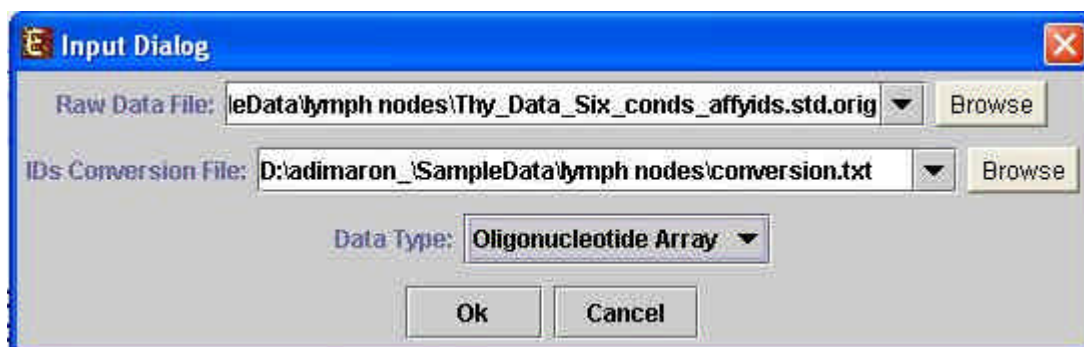 Input Dialog
Raw Data File: leData\lymph nodes\Thy_Data_Six_conds_affyids.std.orig Browse
IDs Conversion File: D:\adimaron_\SampleData\lymph nodes\conversion.txt Browse
Data Type: Oligonucleotide Array
Ok Cancel